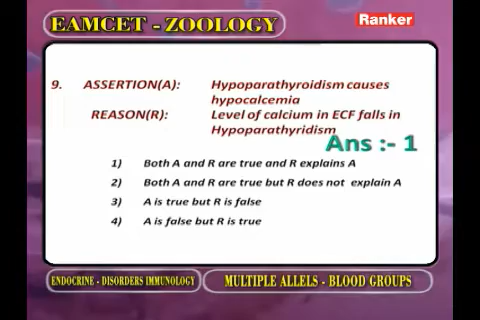 EAMCET - ZOOLOGY
Ranker
9. ASSERTION(A): Hypoparathyroidism causes
hypocalcemia
REASON(R): Level of calcium in ECF falls in
Hypoparathyridism
Ans :- 1
1) Both A and R are true and R explains A
2) Both A and R are true but R does not explain A
3) A is true but R is false
4) A is false but R is true
ENDOCRINE - DISORDERS IMMUNOLOGY
MULTIPLE ALLELS - BLOOD GROUPS